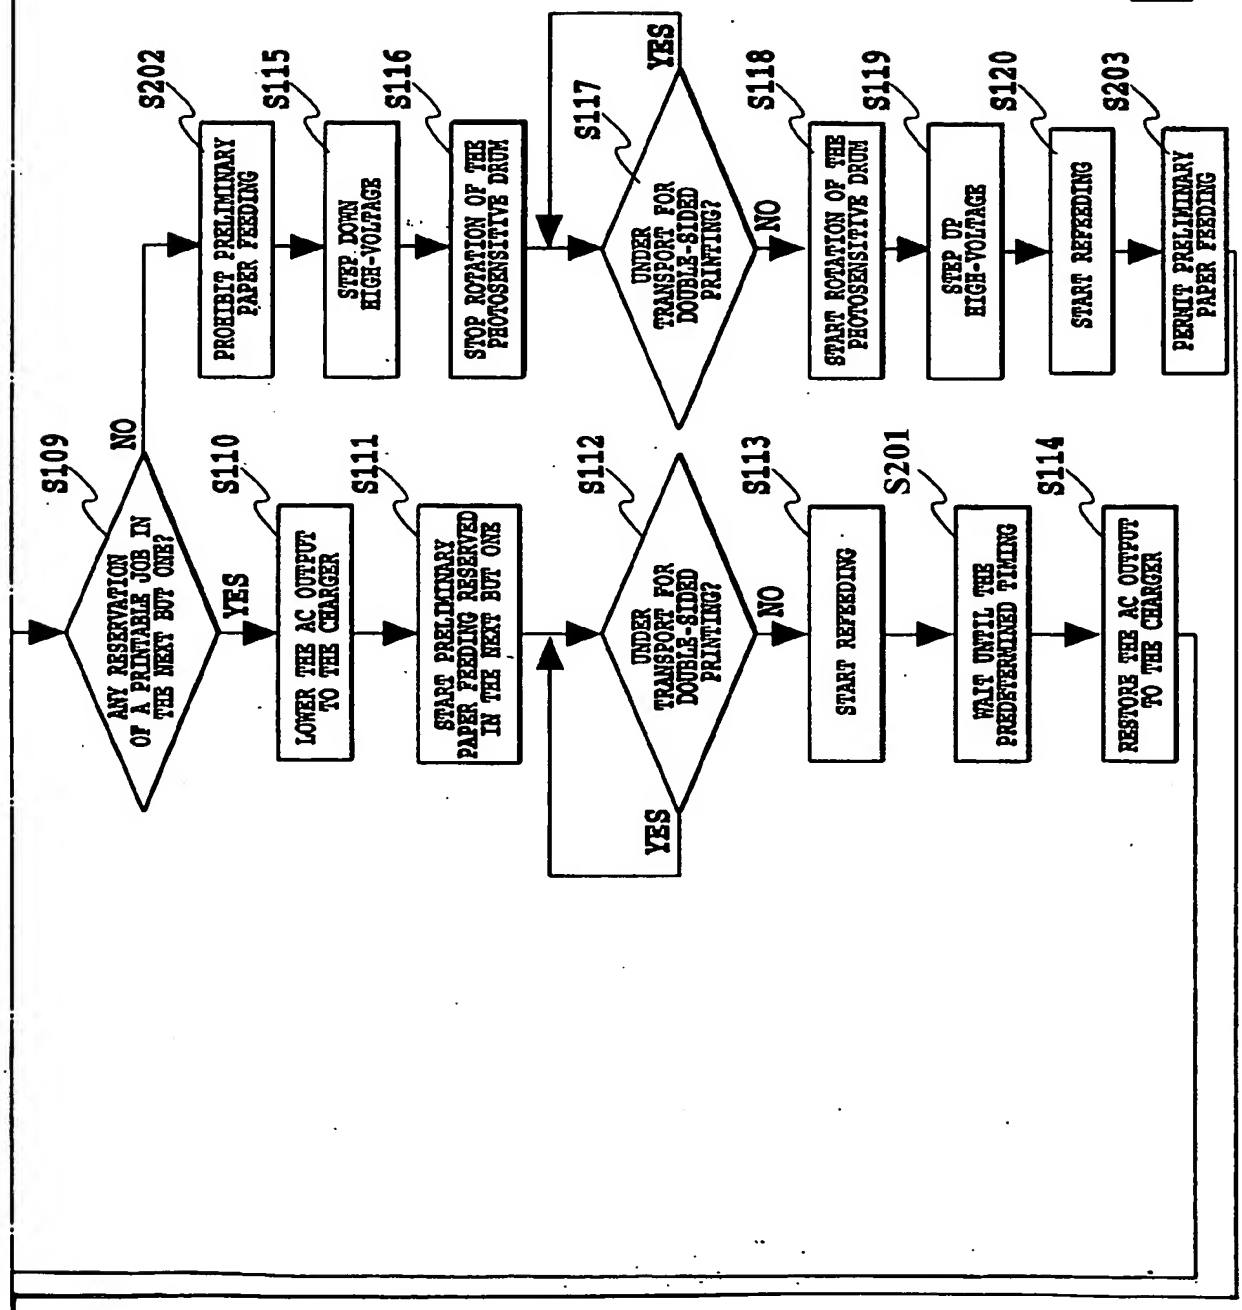 S109
ANY RESERVATION
OF A PRINTABLE JOB IN
THE NEXT BUT ONE?
NO
YES
S110
LOWER THE AC OUTPUT
TO THE CHARGER
S111
START PRELIMINARY
PAPER FEEDING RESERVED
IN THE NEXT BUT ONE
S112
UNDER
TRANSPORT FOR
DOUBLE-SIDED
PRINTING?
YES
NO
S113
START REFEEDING
S201
WAIT UNTIL THE
PREDETERMINED TIMING
S114
RESTORE THE AC OUTPUT
TO THE CHARGER
S202
PROHIBIT PRELIMINARY
PAPER FEEDING
S115
STEP DOWN
HIGH-VOLTAGE
S116
STOP ROTATION OF THE
PHOTOSENSITIVE DRUM
S117
UNDER
TRANSPORT FOR
DOUBLE-SIDED
PRINTING?
YES
NO
S118
START ROTATION OF THE
PHOTOSENSITIVE DRUM
S119
STEP UP
HIGH-VOLTAGE
S120
START REFEEDING
S203
PERMIT PRELIMINARY
PAPER FEEDING